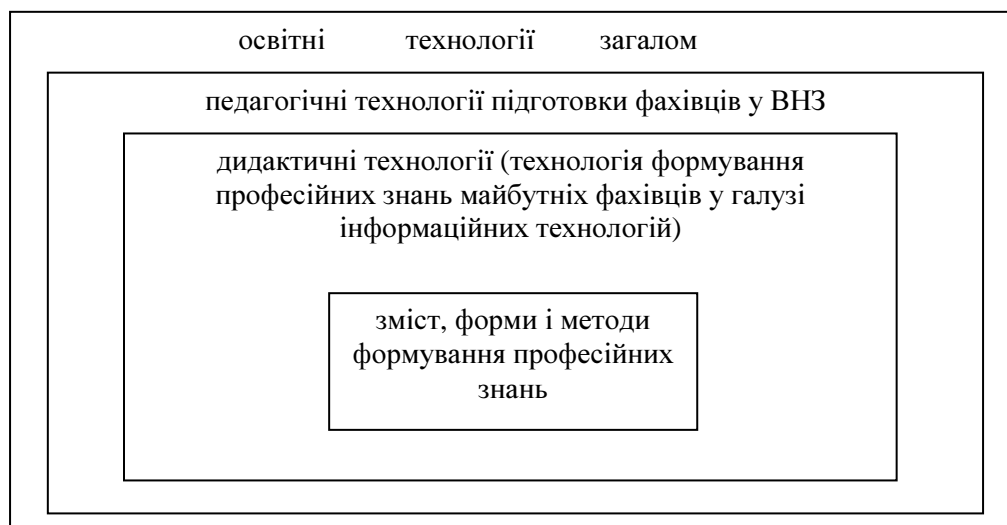 освітні технології загалом
педагогічні технології підготовки фахівців у ВНЗ
дидактичні технології (технологія формування
професійних знань майбутніх фахівців у галузі
інформаційних технологій)
зміст, форми і методи
формування професійних
знань